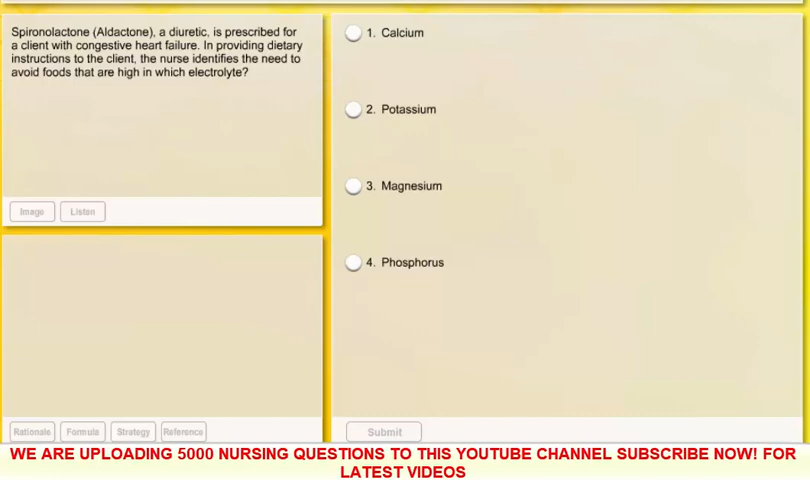 Spironolactone (Aldactone), a diuretic, is prescribed for
a client with congestive heart failure. In providing dietary
instructions to the client, the nurse identifies the need to
avoid foods that are high in which electrolyte?
Image
Listen
1. Calcium
2. Potassium
3. Magnesium
4. Phosphorus
Rationale
Formula
Strategy
Reference
Submit
WE ARE UPLOADING 5000 NURSING QUESTIONS TO THIS YOUTUBE CHANNEL SUBSCRIBE NOW! FOR
LATEST VIDEOS